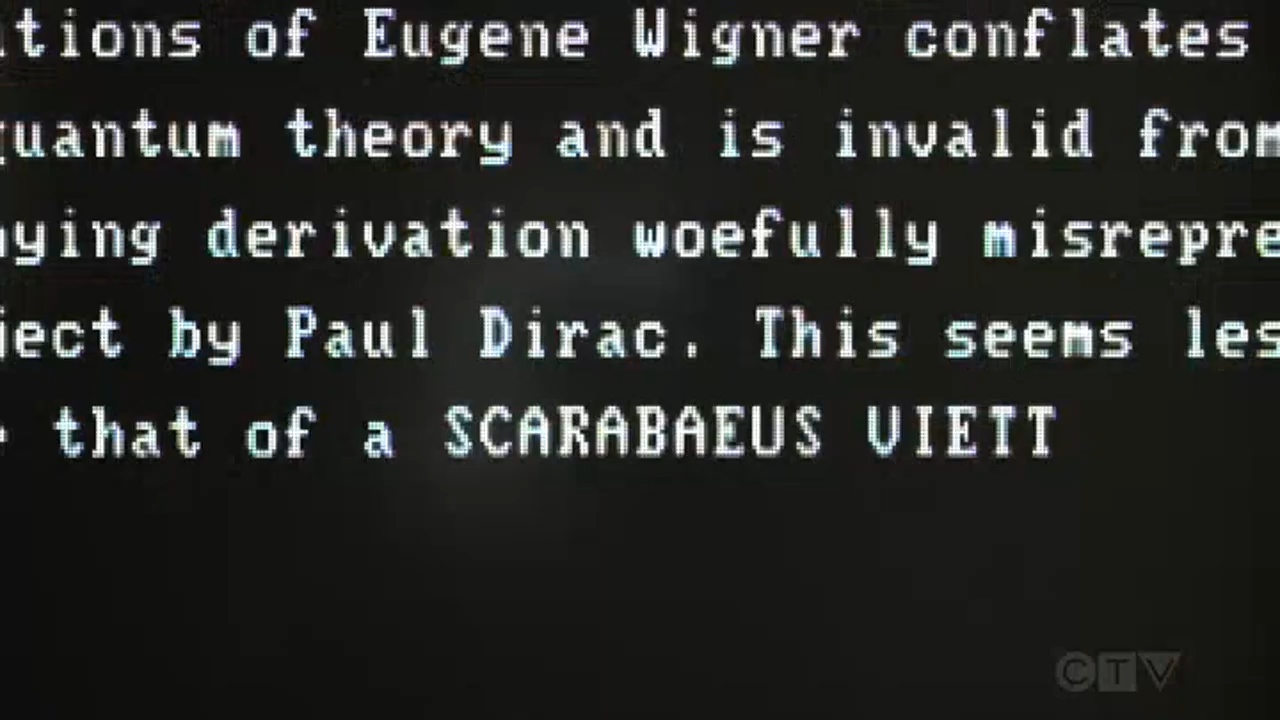 tions of Eugene Wigner conflates
quantum theory and is invalid from
ying derivation woefully misrepre
ject by Paul Dirac. This seems les
that of a SCARABAEUS VIETT
CTV